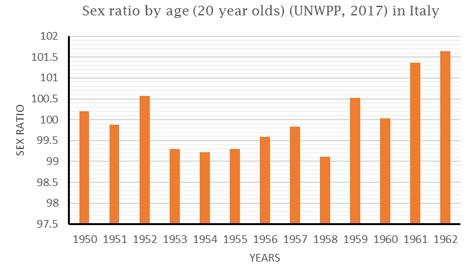 Sex ratio by age (20 year olds) (UNWPP, 2017) in Italy
102
101.5
101
100.5
100
99.5
99
98.5
98
97.5
SEX RATIO
1950 1951 1952 1953 1954 1955 1956 1957 1958 1959 1960 1961 1962
YEARS